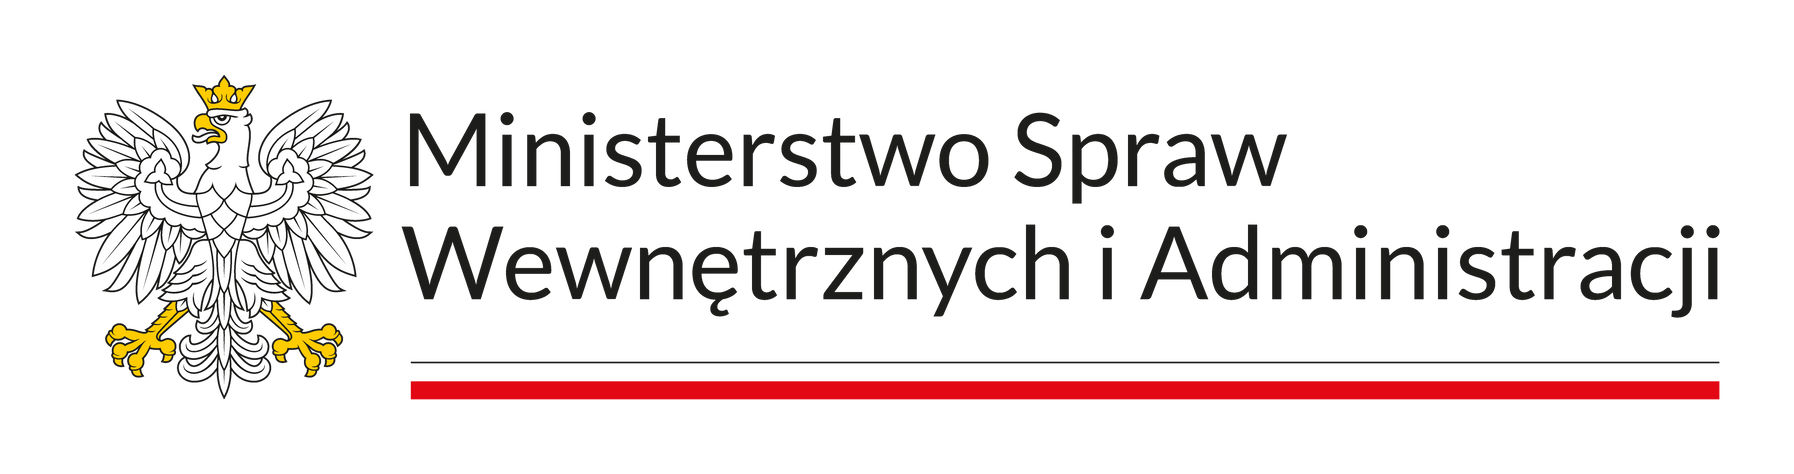 Ministerstwo Spraw
Wewnętrznych i Administracji